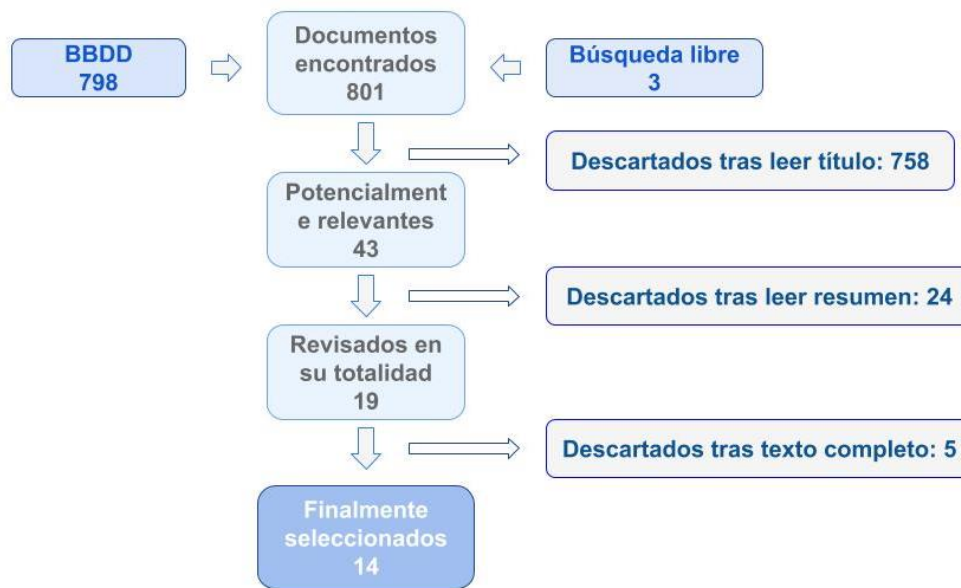 BBDD
798
Documentos
encontrados
801
Búsqueda libre
3
Descartados tras leer título: 758
Potencialment
e relevantes
43
Descartados tras leer resumen: 24
Revisados en
su totalidad
19
Descartados tras texto completo: 5
Finalmente
seleccionados
14